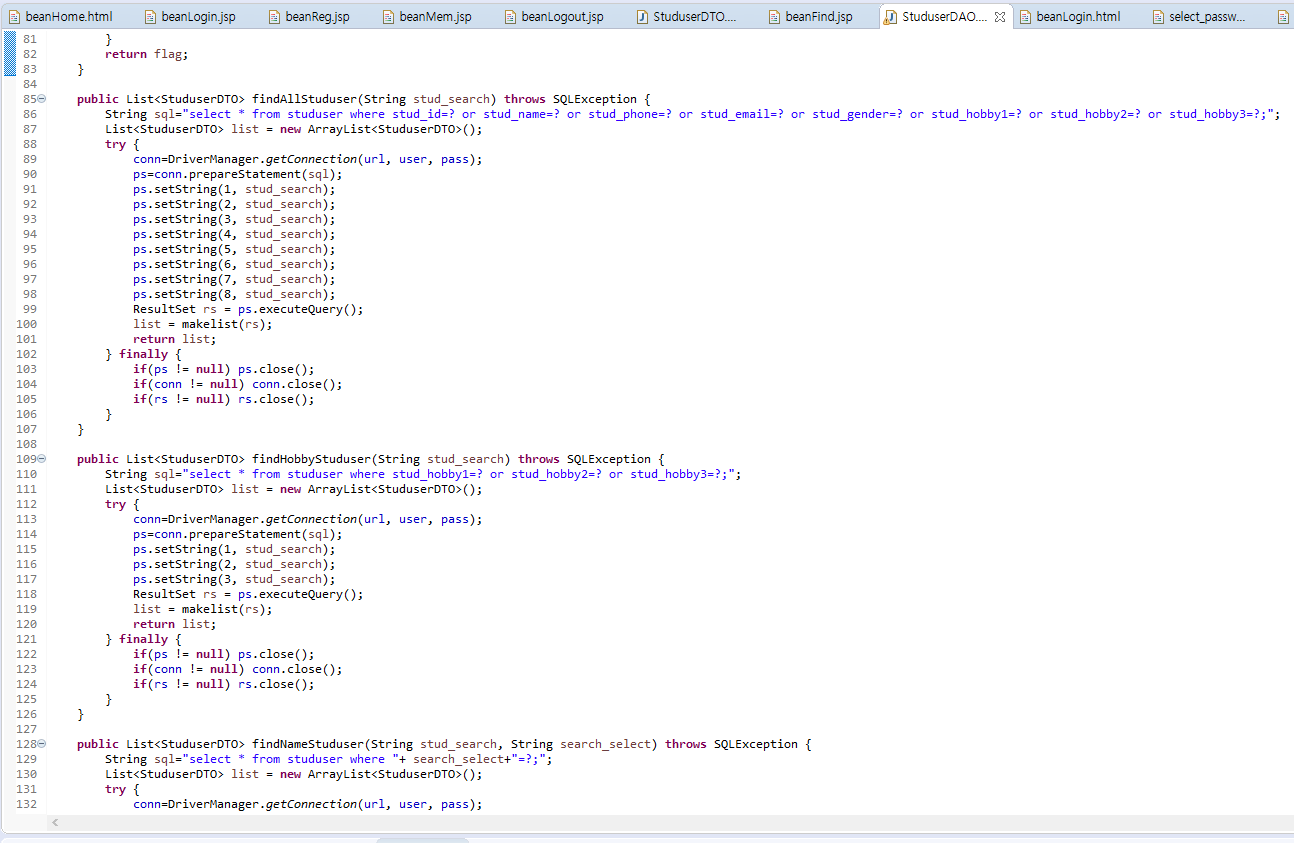 beanHome.html beanLogin.jsp beanReg.jsp beanMem.jsp beanLogout.jsp StuduserDTO.... beanFind.jsp StuduserDAO.... beanLogin.html select_passw...
81 }
82 return flag;
83 }
84
85 public List<StuduserDTO> findAllStuduser(String stud_search) throws SQLException {
86 String sql="select * from studuser where stud_id=? or stud_name=? or stud_phone=? or stud_email=? or stud_gender=? or stud_hobby1=? or stud_hobby2=? or stud_hobby3=?;";
87 List<StuduserDTO> list = new ArrayList<StuduserDTO>();
88 try {
89 conn=DriverManager.getConnection(url, user, pass);
90 ps=conn.prepareStatement(sql);
91 ps.setString(1, stud_search);
92 ps.setString(2, stud_search);
93 ps.setString(3, stud_search);
94 ps.setString(4, stud_search);
95 ps.setString(5, stud_search);
96 ps.setString(6, stud_search);
97 ps.setString(7, stud_search);
98 ps.setString(8, stud_search);
99 ResultSet rs = ps.executeQuery();
100 list = makelist(rs);
101 return list;
102 } finally {
103 if(ps != null) ps.close();
104 if(conn != null) conn.close();
105 if(rs != null) rs.close();
106 }
107 }
108
109 public List<StuduserDTO> findHobbyStuduser(String stud_search) throws SQLException {
110 String sql="select * from studuser where stud_hobby1=? or stud_hobby2=? or stud_hobby3=?;";
111 List<StuduserDTO> list = new ArrayList<StuduserDTO>();
112 try {
113 conn=DriverManager.getConnection(url, user, pass);
114 ps=conn.prepareStatement(sql);
115 ps.setString(1, stud_search);
116 ps.setString(2, stud_search);
117 ps.setString(3, stud_search);
118 ResultSet rs = ps.executeQuery();
119 list = makelist(rs);
120 return list;
121 } finally {
122 if(ps != null) ps.close();
123 if(conn != null) conn.close();
124 if(rs != null) rs.close();
125 }
126 }
127
128 public List<StuduserDTO> findNameStuduser(String stud_search, String search_select) throws SQLException {
129 String sql="select * from studuser where "+ search_select+"=?;";
130 List<StuduserDTO> list = new ArrayList<StuduserDTO>();
131 try {
132 conn=DriverManager.getConnection(url, user, pass);